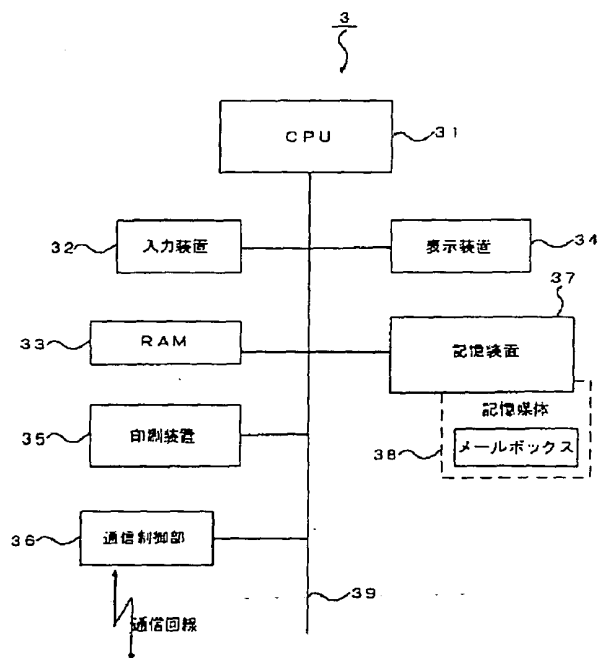 3
CPU
31
32
入力装置
表示装置
34
37
33
RAM
記憶装置
記憶媒体
35
印刷装置
38
メールボックス
36
通信制御部
39
通信回線